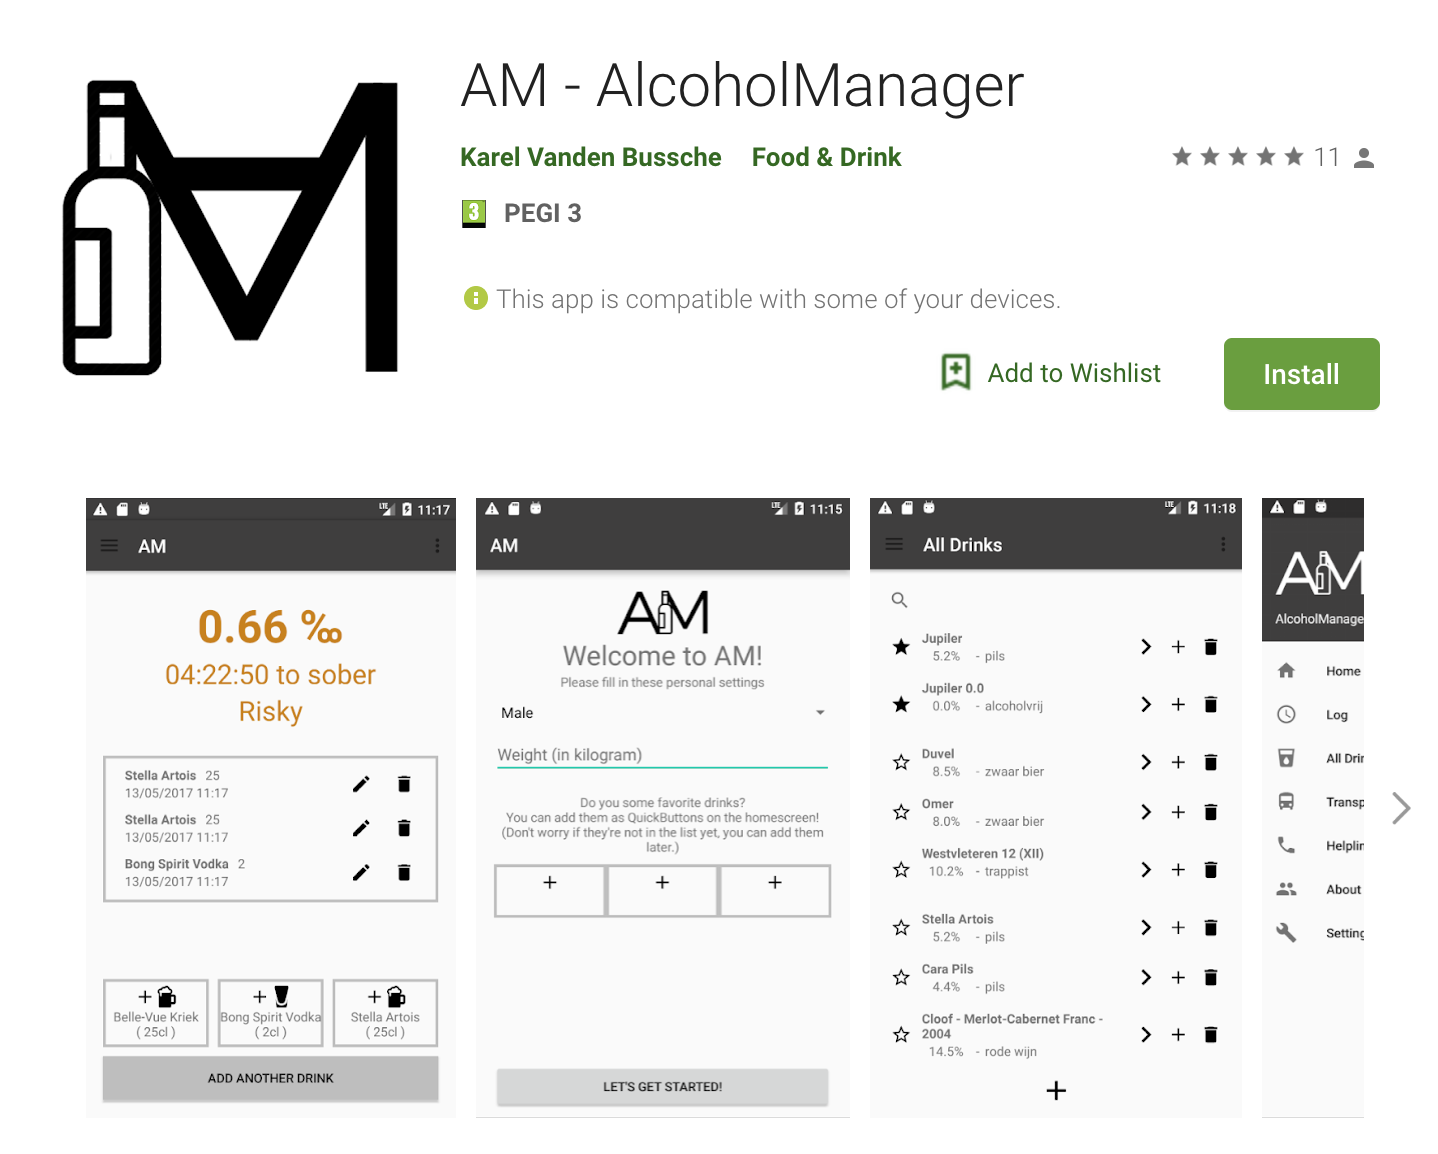 AM - AlcoholManager
Karel Vanden Bussche Food & Drink
11
3 PEGI 3
This app is compatible with some of your devices.
Add to Wishlist
Install
LTE 11:17
AM
0.66 ‰
04:22:50 to sober
Risky
Stella Artois 25
13/05/2017 11:17
Stella Artois 25
13/05/2017 11:17
Bong Spirit Vodka 2
13/05/2017 11:17
+
Belle-Vue Kriek
( 25cl )
+
Bong Spirit Vodka
( 2cl )
+
Stella Artois
( 25cl )
ADD ANOTHER DRINK
LTE 11:15
AM
AM
Welcome to AM!
Please fill in these personal settings
Male
Weight (in kilogram)
Do you some favorite drinks?
You can add them as QuickButtons on the homescreen!
(Don't worry if they're not in the list yet, you can add them
later.)
+ + +
LET'S GET STARTED!
LTE 11:18
All Drinks
Jupiler
5.2% - pils
Jupiler 0.0
0.0% - alcoholvrij
Duvel
8.5% - zwaar bier
Omer
8.0% - zwaar bier
Westvleteren 12 (XII)
10.2% - trappist
Stella Artois
5.2% - pils
Cara Pils
4.4% - pils
Cloof - Merlot-Cabernet Franc -
2004
14.5% - rode wijn
+
AM
AlcoholManage
Home
Log
All Drin
Transp
Helplin
About
Setting